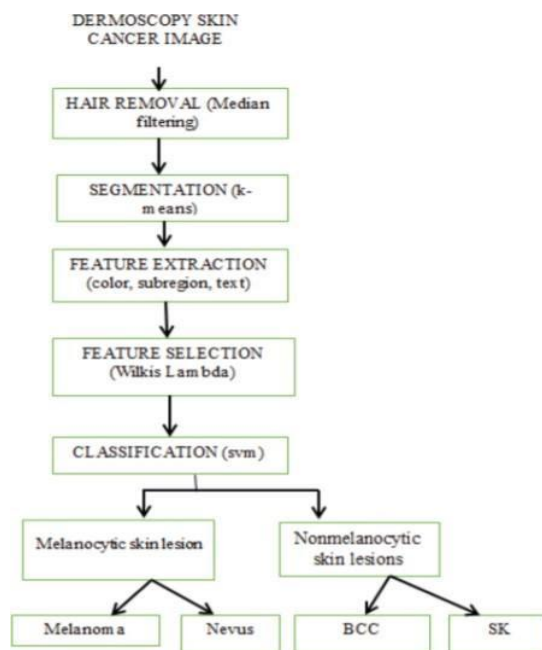 DERMOSCOPY SKIN
CANCER IMAGE
HAIR REMOVAL (Median
filtering)
SEGMENTATION (k-
means)
FEATURE EXTRACTION
(color, subregion, text)
FEATURE SELECTION
(Wilkis Lambda)
CLASSIFICATION (svm)
Melanocytic skin lesion
Nonmelanocytic
skin lesions
Melanoma
Nevus
BCC
SK